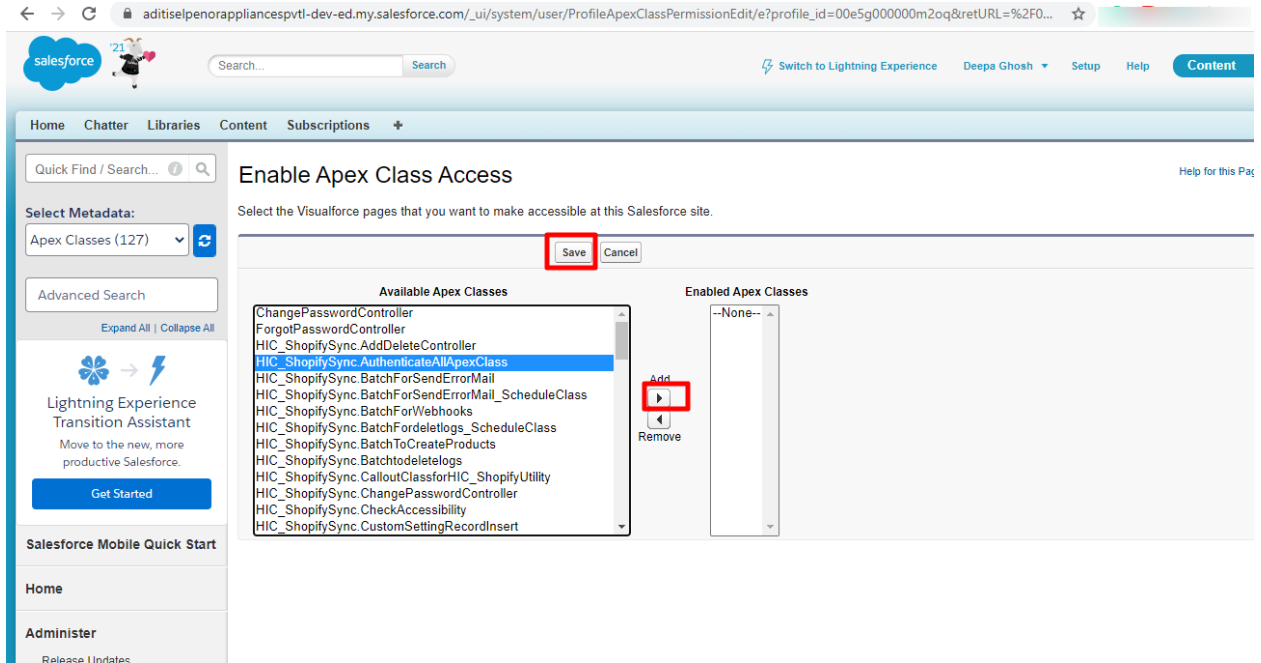 aditiselpenorappliancespvtl-dev-ed.my.salesforce.com/_ui/system/user/ProfileApexClassPermissionEdit/e?profile_id=00e5g000000m2oq&retURL=%2F0...
salesforce
'21
Search...
Search
Switch to Lightning Experience
Deepa Ghosh
Setup
Help
Content
Home
Chatter
Libraries
Content
Subscriptions
+
Quick Find / Search...
Select Metadata:
Apex Classes (127)
Advanced Search
Expand All | Collapse All
Lightning Experience
Transition Assistant
Move to the new, more
productive Salesforce.
Get Started
Salesforce Mobile Quick Start
Home
Administer
Release Updates
Enable Apex Class Access
Help for this Pag
Select the Visualforce pages that you want to make accessible at this Salesforce site.
Save
Cancel
Available Apex Classes
ChangePasswordController
ForgotPasswordController
HIC_ShopifySync.AddDeleteController
HIC_ShopifySync.AuthenticateAllApexClass
HIC_ShopifySync.BatchForSendErrorMail
HIC_ShopifySync.BatchForSendErrorMail_ScheduleClass
HIC_ShopifySync.BatchForWebhooks
HIC_ShopifySync.BatchFordeletlogs_ScheduleClass
HIC_ShopifySync.BatchToCreateProducts
HIC_ShopifySync.Batchtodeletelogs
HIC_ShopifySync.CalloutClassforHIC_ShopifyUtility
HIC_ShopifySync.ChangePasswordController
HIC_ShopifySync.CheckAccessibility
HIC_ShopifySync.CustomSettingRecordInsert
Add
Remove
Enabled Apex Classes
--None--